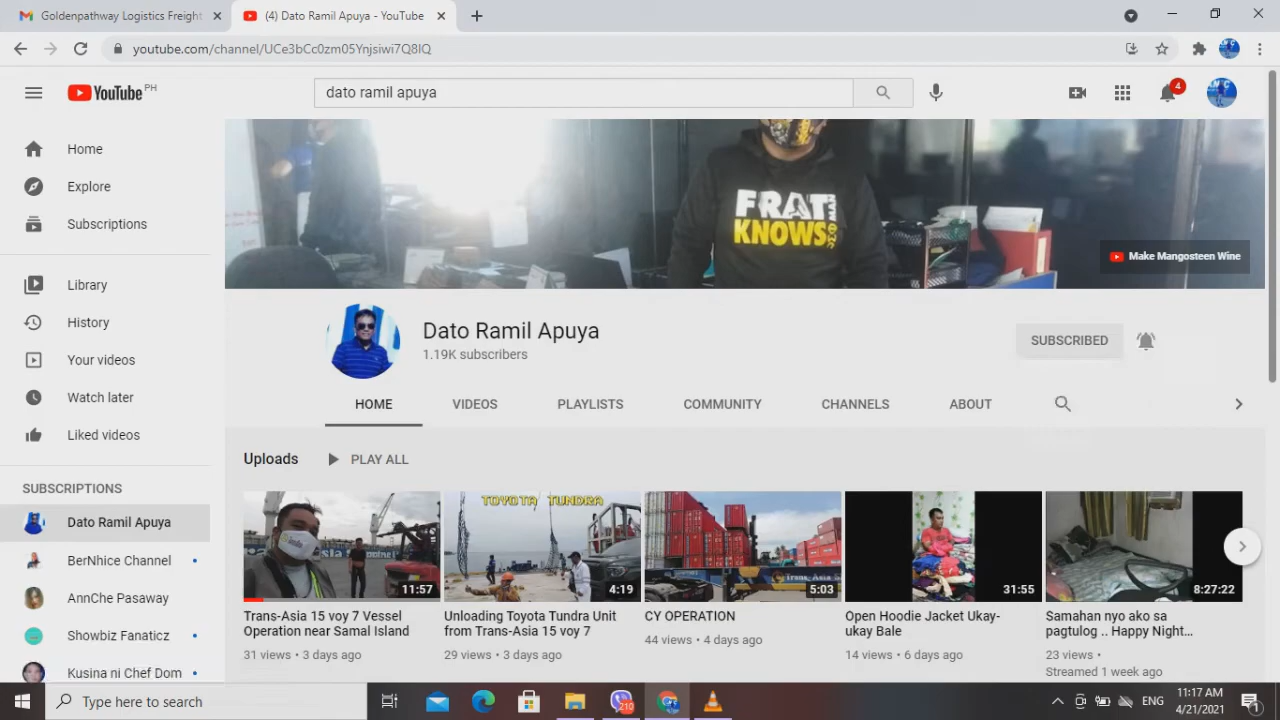 Goldenpathway Logistics Freight
(4) Dato Ramil Apuya - YouTube
youtube.com/channel/UCe3bCc0zm05Ynjsiwi7Q8IQ
YouTube PH
dato ramil apuya
4
Home
Explore
Subscriptions
Library
History
Your videos
Watch later
Liked videos
SUBSCRIPTIONS
Dato Ramil Apuya
BerNhice Channel
AnnChe Pasaway
Showbiz Fanaticz
Kusina ni Chef Dom
FRAT
KNOWS
MAN
Make Mangosteen Wine
Dato Ramil Apuya
1.19K subscribers
SUBSCRIBED
HOME VIDEOS PLAYLISTS COMMUNITY CHANNELS ABOUT
Uploads PLAY ALL
11:57
Trans-Asia 15 voy 7 Vessel
Operation near Samal Island
31 views • 3 days ago
TOYOTA TUNDRA
4:19
Unloading Toyota Tundra Unit
from Trans-Asia 15 voy 7
29 views • 3 days ago
5:03
CY OPERATION
44 views • 4 days ago
31:55
Open Hoodie Jacket Ukay-
ukay Bale
14 views • 6 days ago
8:27:22
Samahan nyo ako sa
pagtulog .. Happy Night...
23 views •
Streamed 1 week ago
Type here to search
210
ENG
11:17 AM
4/21/2021
1